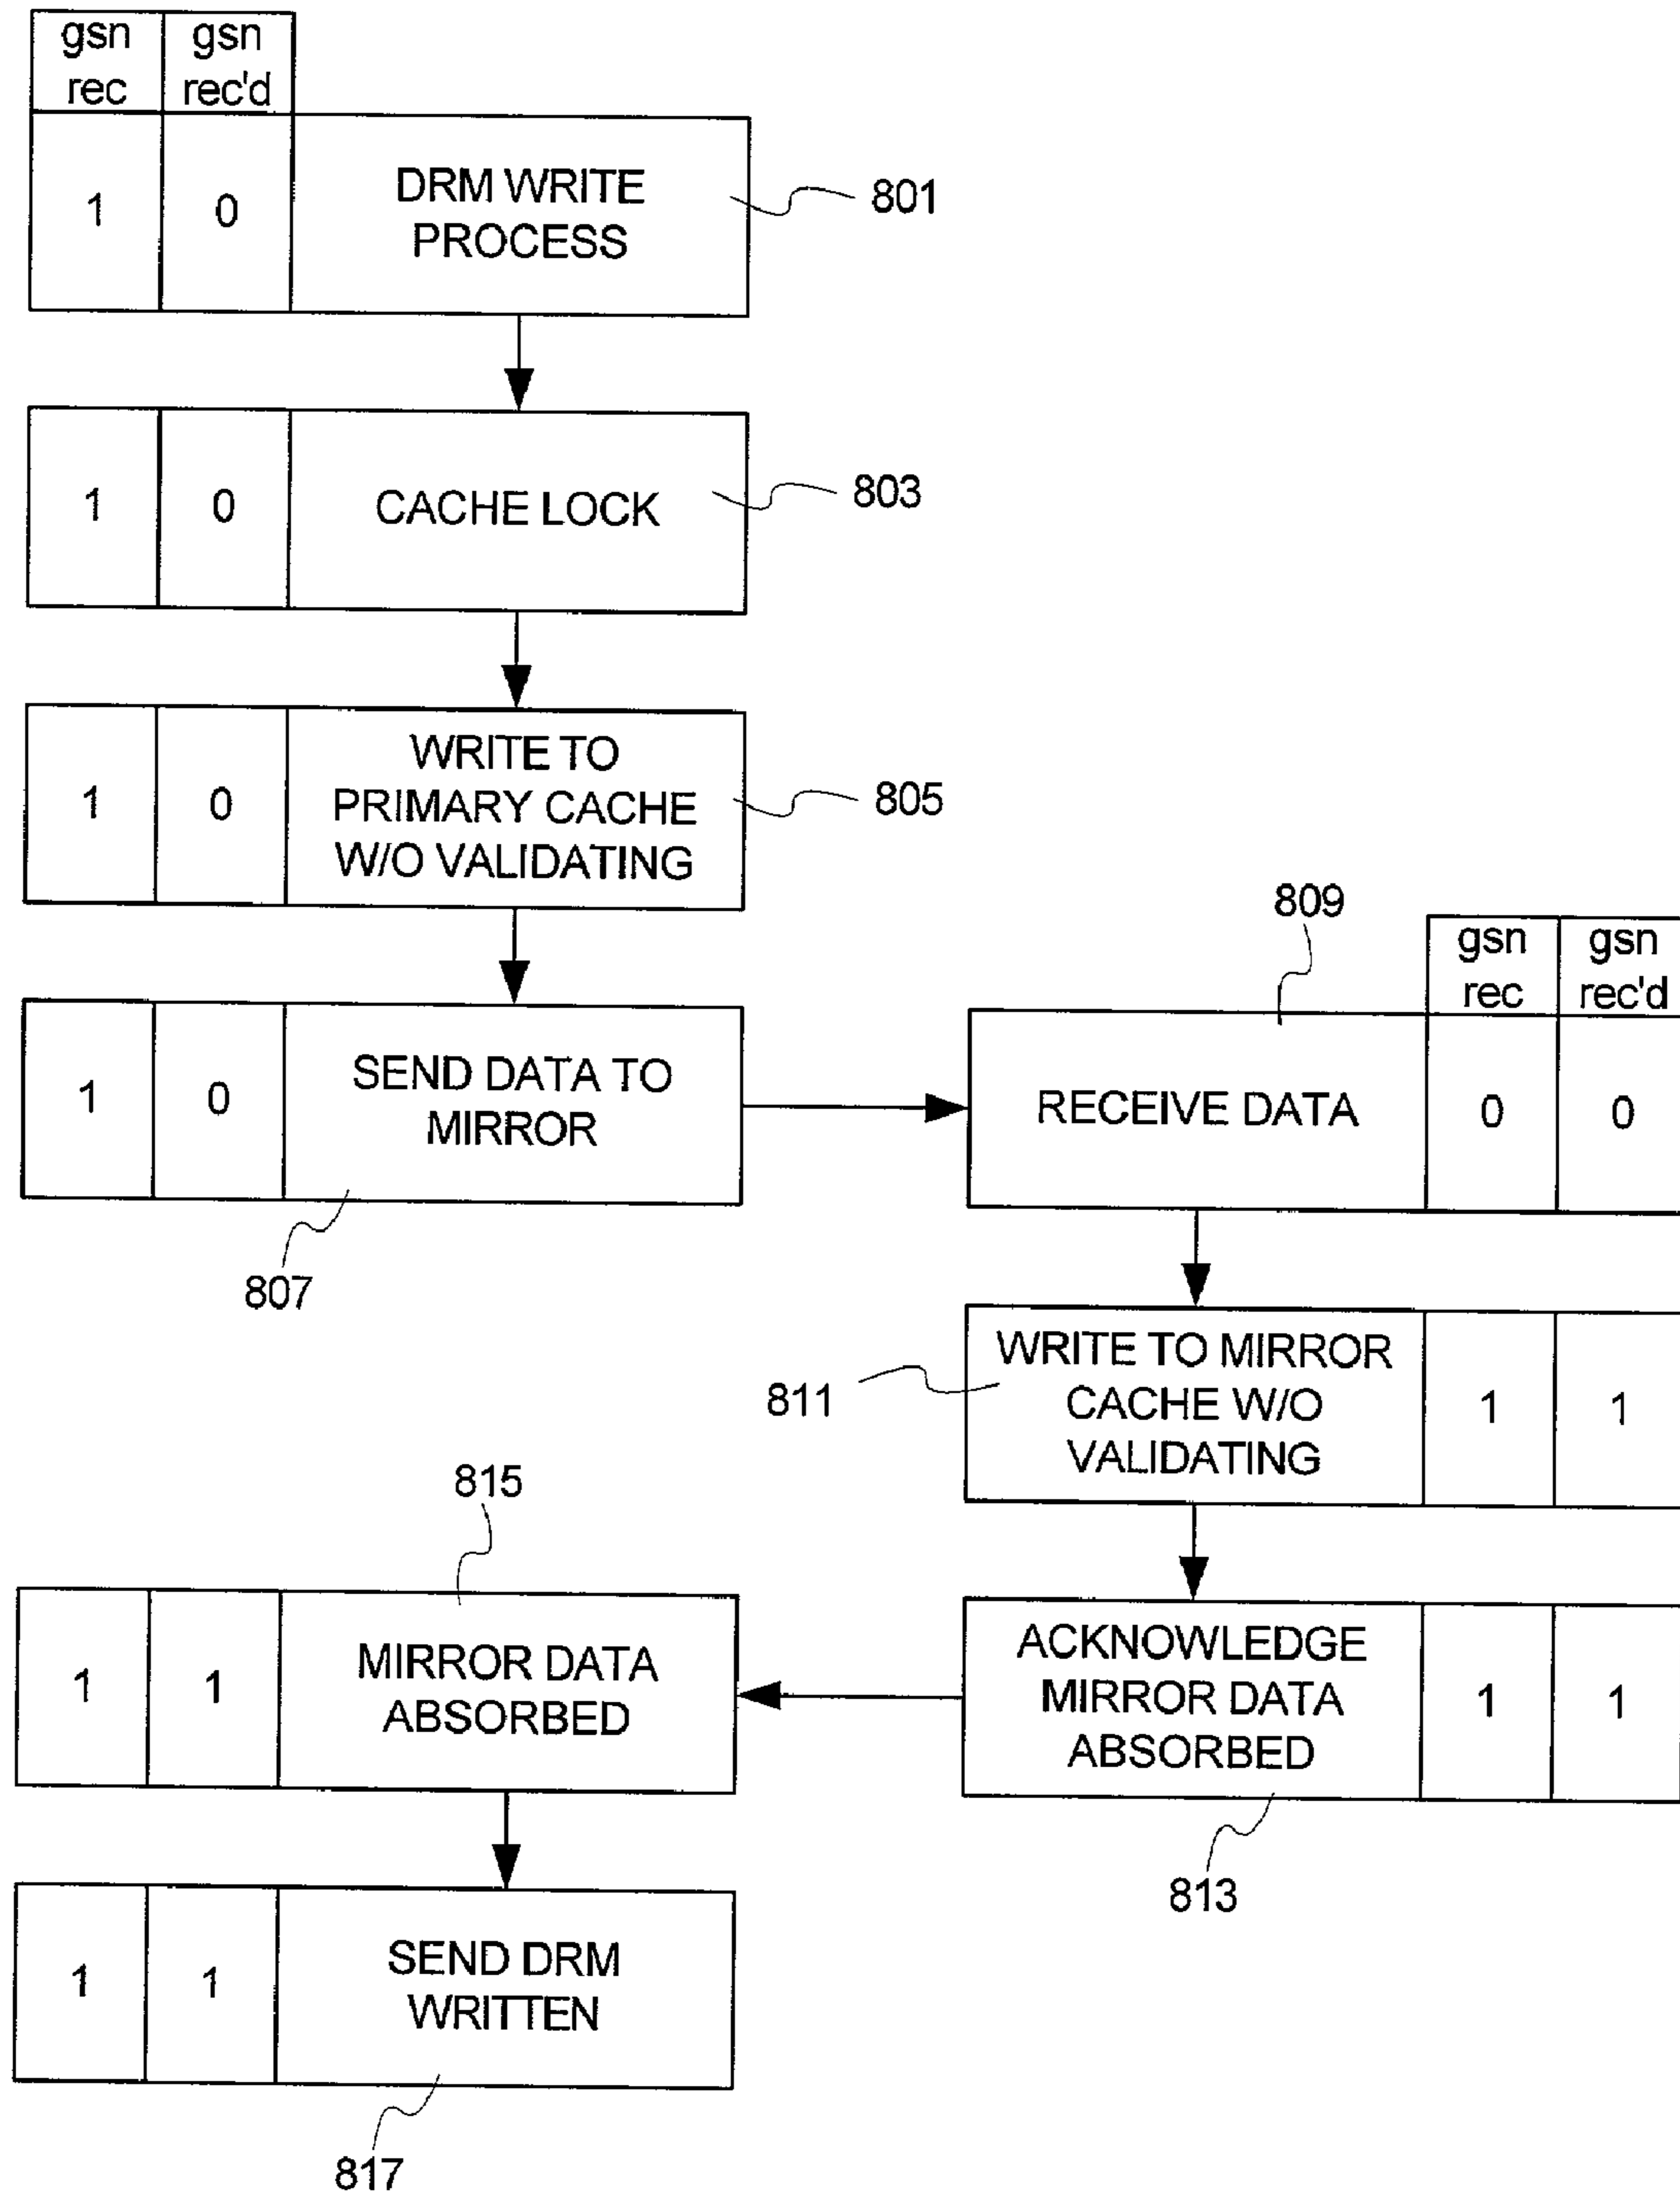 gsn rec
gsn rec'd
1
0
DRM WRITE
PROCESS
801
1
0
CACHE LOCK
803
1
0
WRITE TO
PRIMARY CACHE
W/O VALIDATING
805
1
0
SEND DATA TO
MIRROR
807
809
gsn rec
gsn rec'd
RECEIVE DATA
0
0
811
WRITE TO MIRROR
CACHE W/O
VALIDATING
1
1
ACKNOWLEDGE
MIRROR DATA
ABSORBED
1
1
813
815
1
1
MIRROR DATA
ABSORBED
1
1
SEND DRM
WRITTEN
817